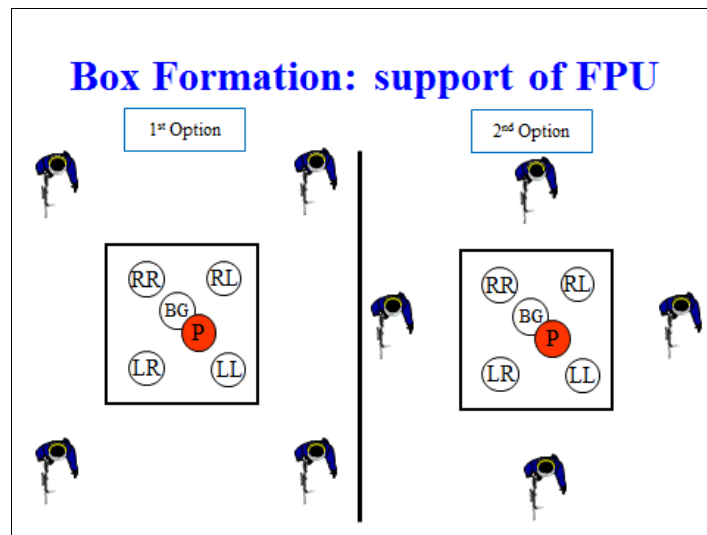 Box Formation: support of FPU
1st Option
2nd Option
RR
RL
BG
P
LR
LL
RR
RL
BG
P
LR
LL